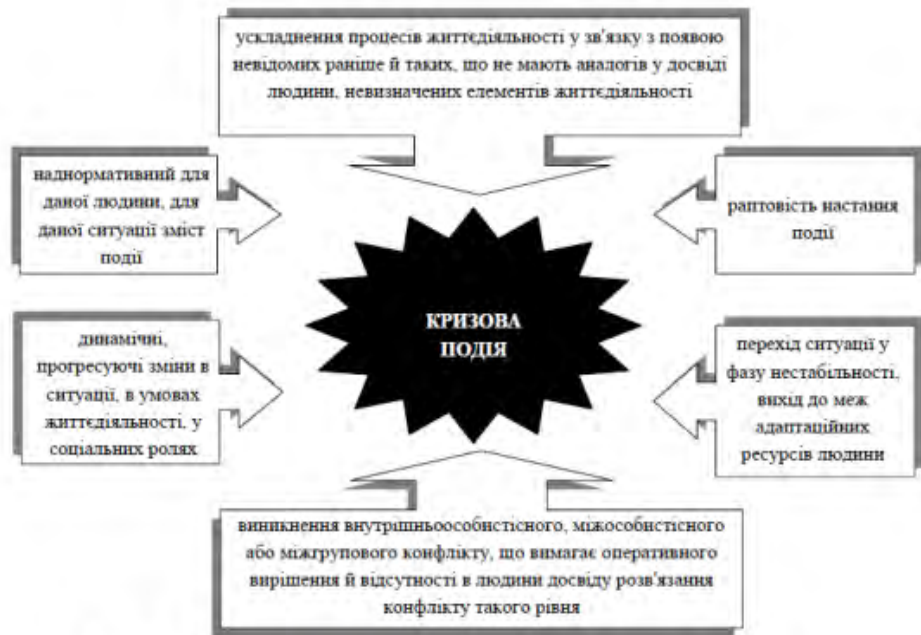 ускладнення процесів життєдіяльності у зв'язку з появою
невідомих раніше й таких, що не мають аналогів у досвіді
людини, невизначених елементів життєдіяльності
наднормативний для
даної людини, для
даної ситуації зміст
події
раптовість настання
події
КРИЗОВА
ПОДІЯ
динамічні,
прогресуючі зміни в
ситуації, в умовах
життєдіяльності, у
соціальних ролях
перехід ситуації у
фазу нестабільності,
вихід до меж
адаптаційних
ресурсів людини
виникнення внутрішньоособистісного, міжособистісного
або міжгрупового конфлікту, що вимагає оперативного
вирішення й відсутності в людини досвіду розв'язання
конфлікту такого рівня